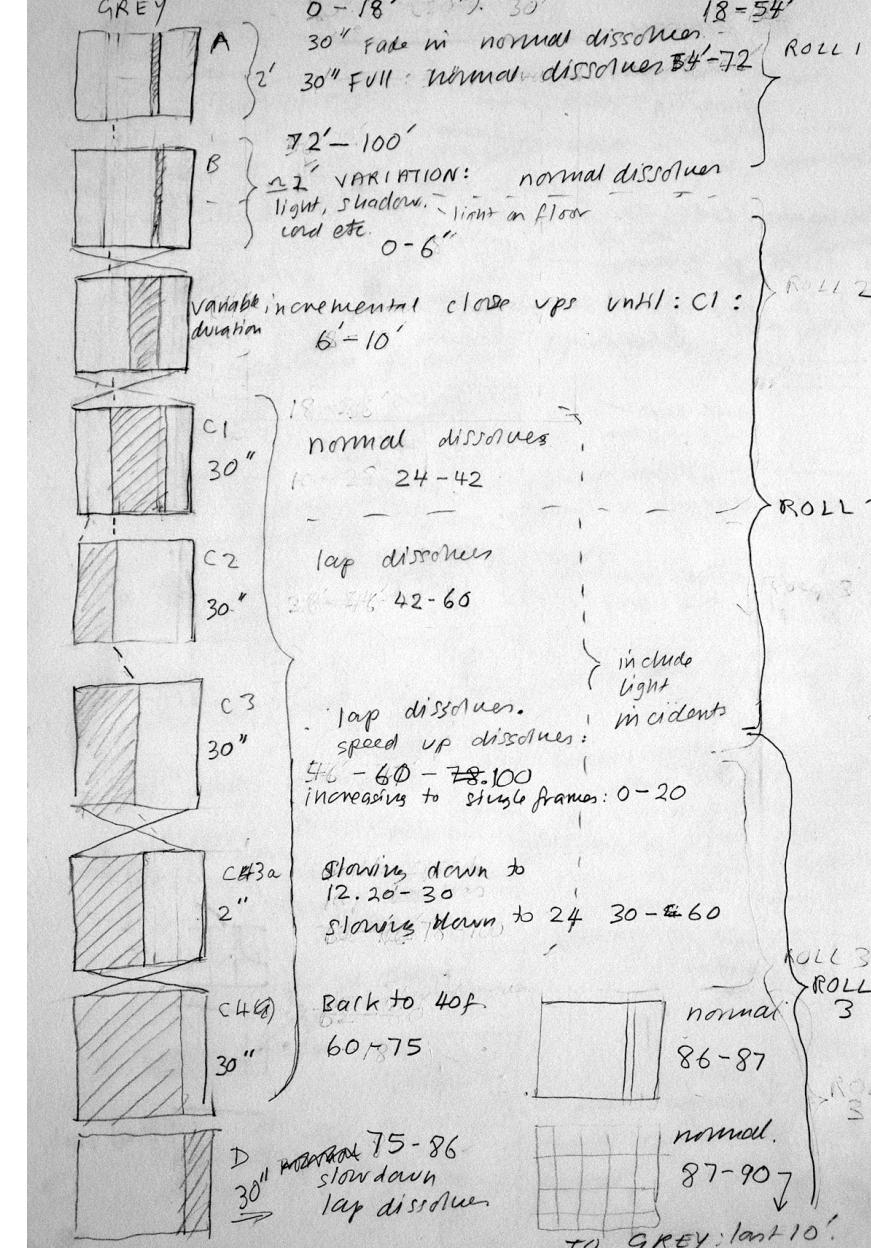 GREY
0 - 18'
18 = 54'
A
30" Fade in normal dissolves
2'
30" FULL: normal dissolves 54'-72
ROLL 1
72' - 100'
B
~2' VARIATION: normal dissolves
light, shadow. light on floor
cord etc.
0-6"
variable incremental close ups until: C1:
duration
6'-10'
ROLL 2
C1
normal dissolves
30"
24-42
ROLL
C2
lap dissolves
30"
42-60
include
light
incidents
C3
lap dissolves.
30"
speed up dissolves:
- 60 - 78.100
increasing to single frames: 0-20
C3a
slowing down to
2"
12. 20-30
slowing down to 24 30-60
ROLL 3
C4
Back to 40f.
ROLL
3
30"
60-75
normal
86-87
D
75-86
30"
slow down
lap dissolves
normal.
87-90
TO GREY: last 10'.